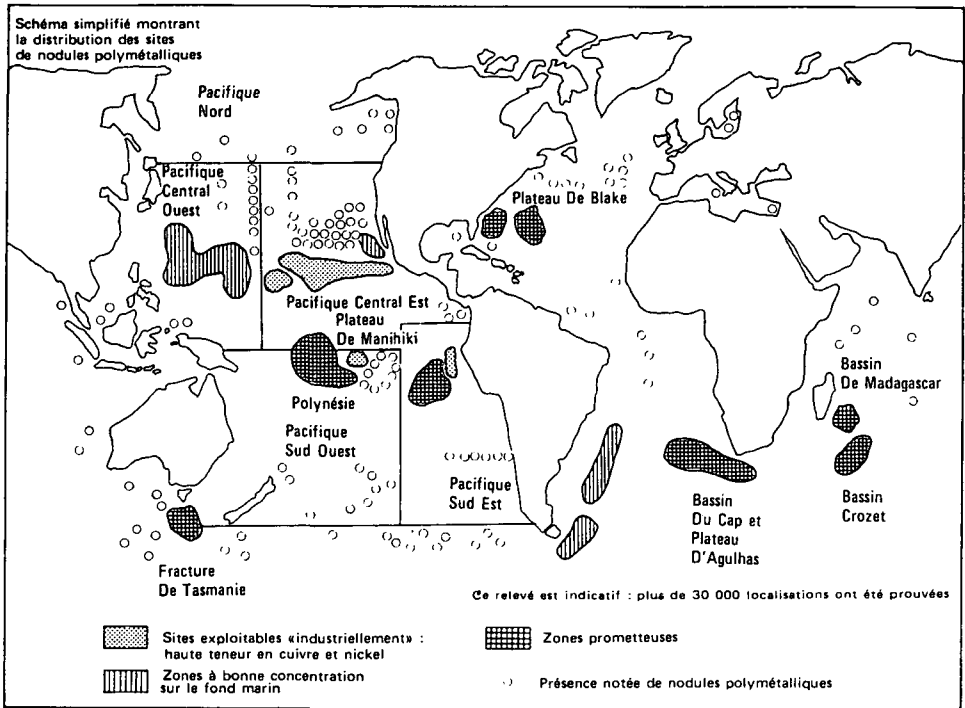 Schéma simplifié montrant
la distribution des sites
de nodules polymétalliques
Pacifique
Nord
Pacifique
Central
Ouest
Plateau De Blake
Pacifique Central Est
Plateau
De Manihiki
Polynésie
Pacifique
Sud Ouest
Pacifique
Sud Est
Bassin
De Madagascar
Bassin
Du Cap et
Plateau
D'Agulhas
Bassin
Crozet
Fracture
De Tasmanie
Ce relevé est indicatif : plus de 30 000 localisations ont été prouvées
Sites exploitables «industriellement» :
haute teneur en cuivre et nickel
Zones prometteuses
Zones à bonne concentration
sur le fond marin
Présence notée de nodules polymétalliques